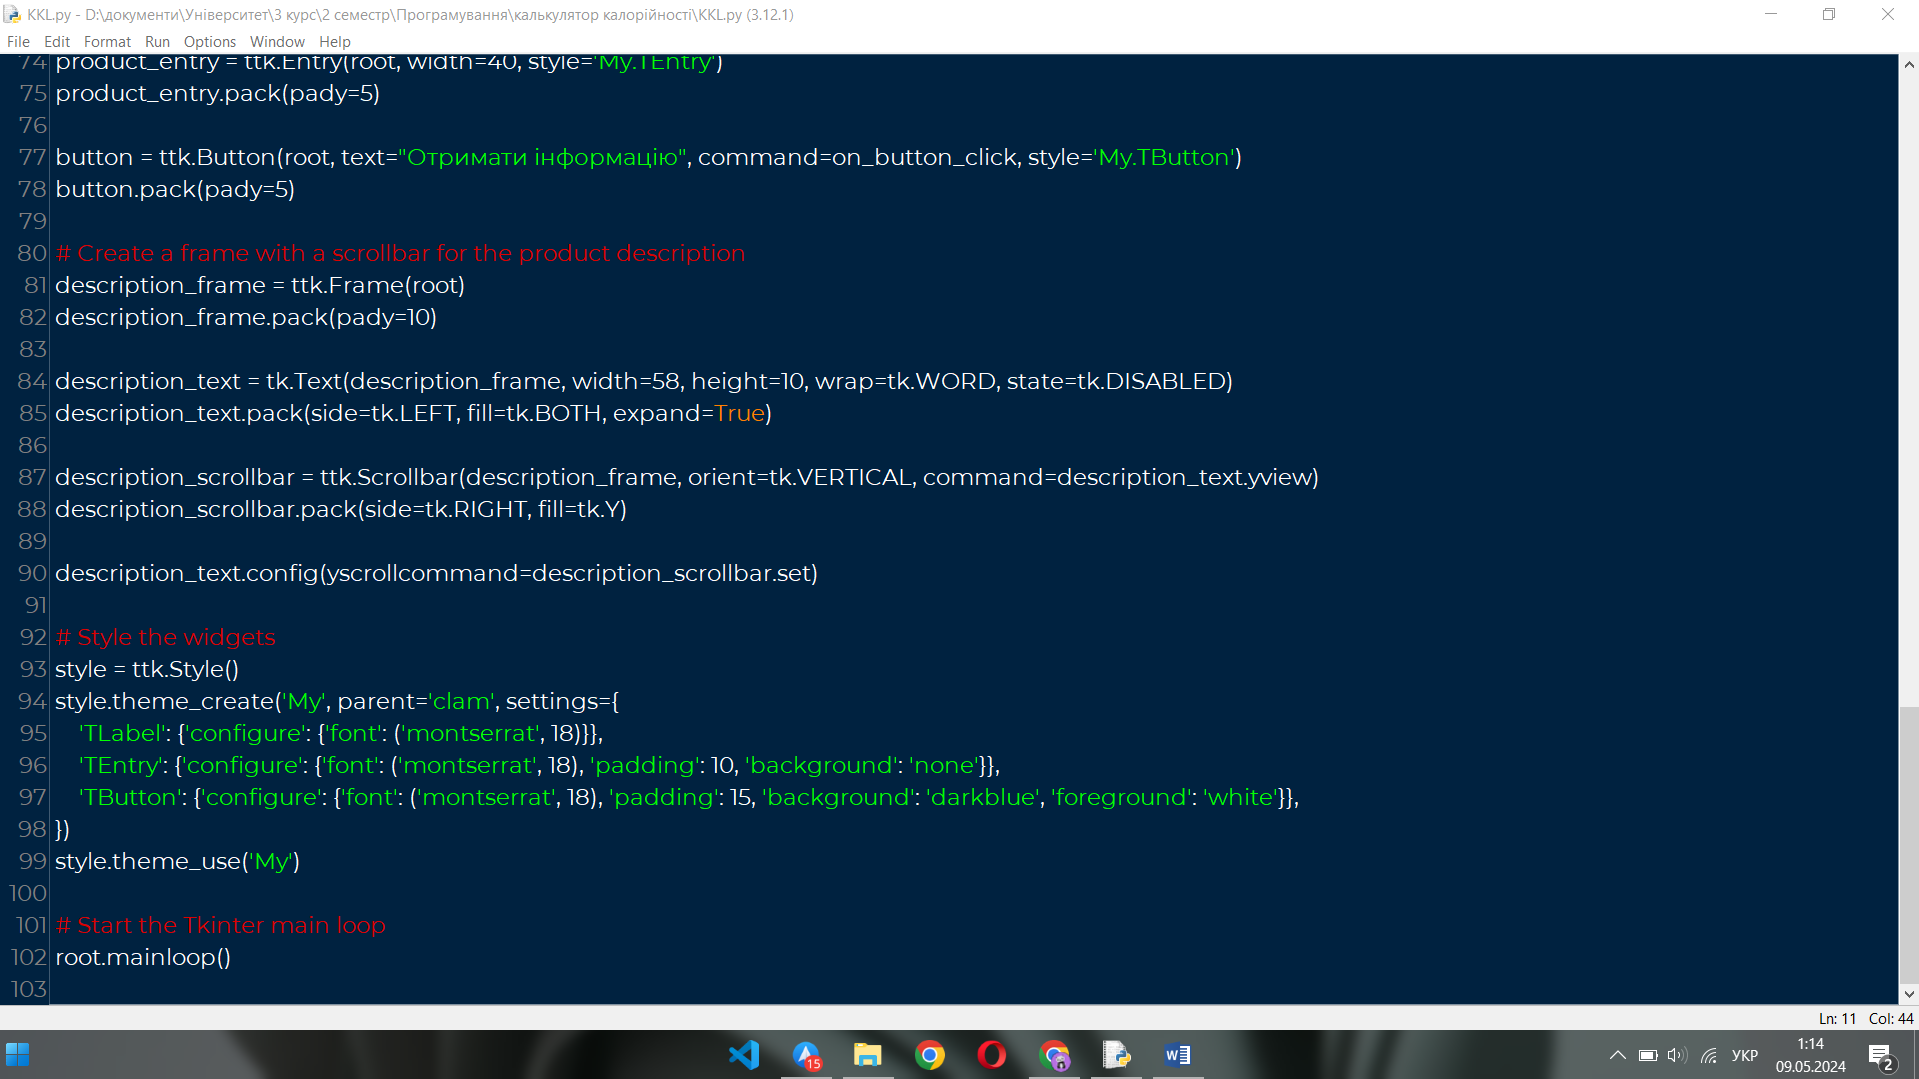 KKL.py - D:\документи\Університет\3 курс\2 семестр\Програмування\калькулятор калорійності\KKL.py (3.12.1)
File Edit Format Run Options Window Help
74 product_entry = ttk.Entry(root, width=40, style='My.TEntry')
75 product_entry.pack(pady=5)
76
77 button = ttk.Button(root, text="Отримати інформацію", command=on_button_click, style='My.TButton')
78 button.pack(pady=5)
79
80 # Create a frame with a scrollbar for the product description
81 description_frame = ttk.Frame(root)
82 description_frame.pack(pady=10)
83
84 description_text = tk.Text(description_frame, width=58, height=10, wrap=tk.WORD, state=tk.DISABLED)
85 description_text.pack(side=tk.LEFT, fill=tk.BOTH, expand=True)
86
87 description_scrollbar = ttk.Scrollbar(description_frame, orient=tk.VERTICAL, command=description_text.yview)
88 description_scrollbar.pack(side=tk.RIGHT, fill=tk.Y)
89
90 description_text.config(yscrollcommand=description_scrollbar.set)
91
92 # Style the widgets
93 style = ttk.Style()
94 style.theme_create('My', parent='clam', settings={
95     'TLabel': {'configure': {'font': ('montserrat', 18)}},
96     'TEntry': {'configure': {'font': ('montserrat', 18), 'padding': 10, 'background': 'none'}},
97     'TButton': {'configure': {'font': ('montserrat', 18), 'padding': 15, 'background': 'darkblue', 'foreground': 'white'}},
98 })
99 style.theme_use('My')
100
101 # Start the Tkinter main loop
102 root.mainloop()
103
Ln: 11 Col: 44
15
УКР
1:14
09.05.2024
2